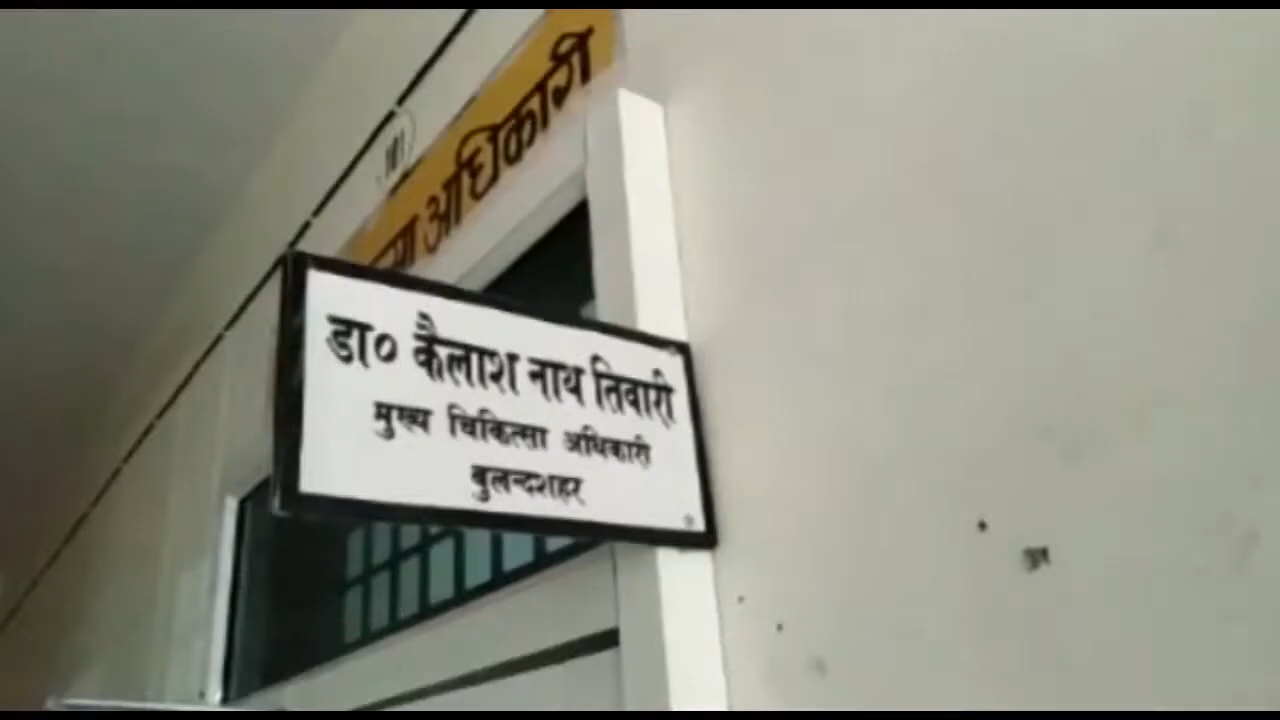 अधिकारी
डा० कैलाश नाथ तिवारी
मुख्य चिकित्सा अधिकारी
बुलन्दशहर